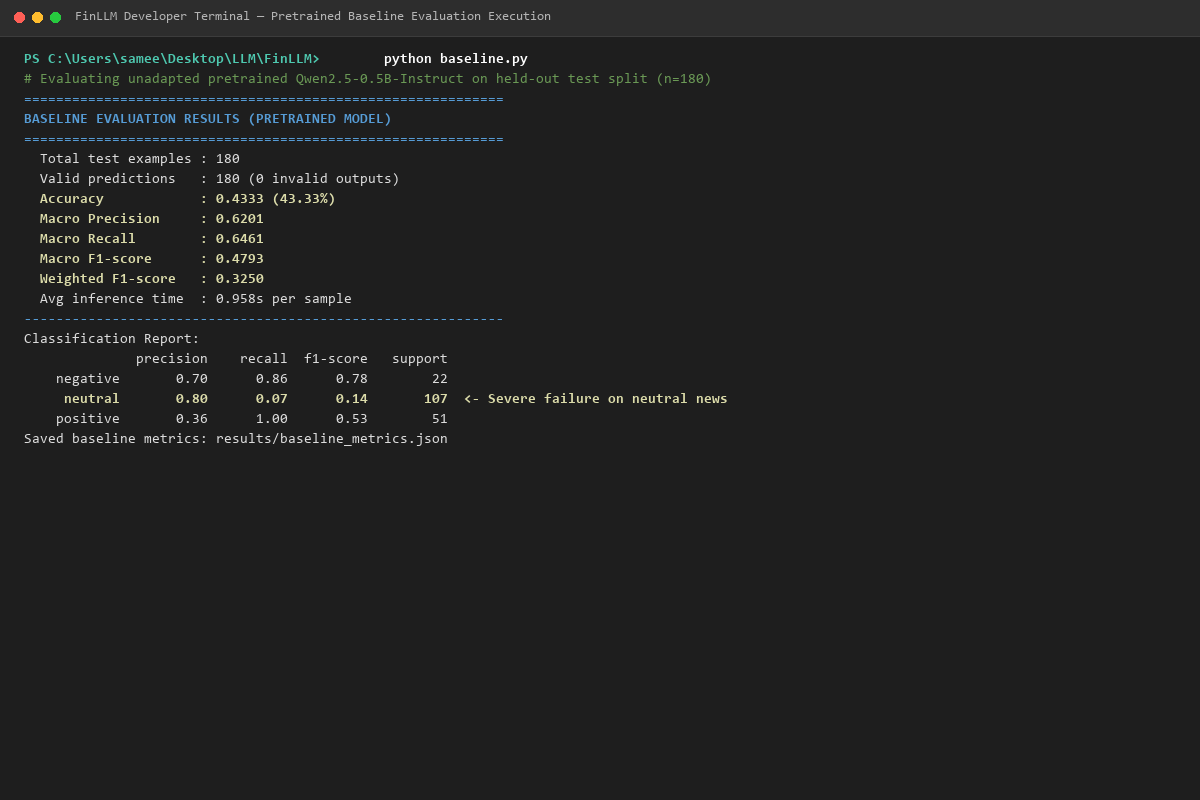 FinLLM Developer Terminal — Pretrained Baseline Evaluation Execution
PS C:\Users\samee\Desktop\LLM\FinLLM> python baseline.py
# Evaluating unadapted pretrained Qwen2.5-0.5B-Instruct on held-out test split (n=180)
============================================================
BASELINE EVALUATION RESULTS (PRETRAINED MODEL)
============================================================
Total test examples : 180
Valid predictions : 180 (0 invalid outputs)
Accuracy : 0.4333 (43.33%)
Macro Precision : 0.6201
Macro Recall : 0.6461
Macro F1-score : 0.4793
Weighted F1-score : 0.3250
Avg inference time : 0.958s per sample
------------------------------------------------------------
Classification Report:
precision recall f1-score support
negative 0.70 0.86 0.78 22
neutral 0.80 0.07 0.14 107 <- Severe failure on neutral news
positive 0.36 1.00 0.53 51
Saved baseline metrics: results/baseline_metrics.json